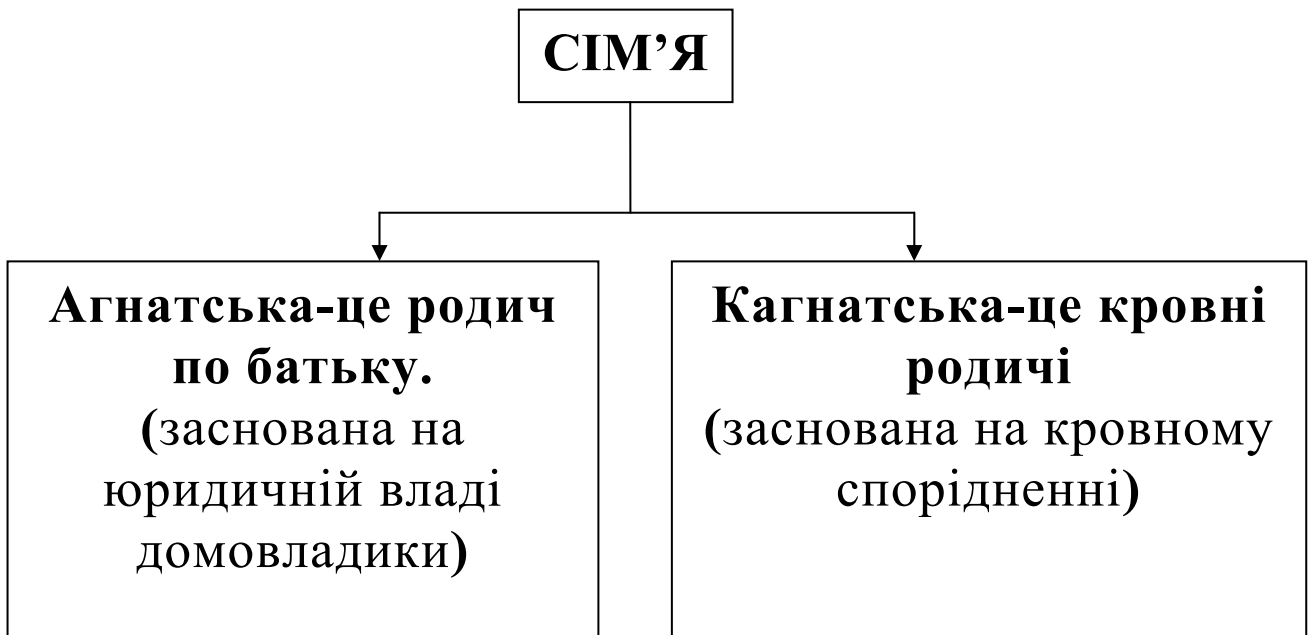 СІМ’Я
Агнатська-це родич
по батьку.
(заснована на
юридичній владі
домовладики)
Кагнатська-це кровні
родичі
(заснована на кровному
спорідненні)